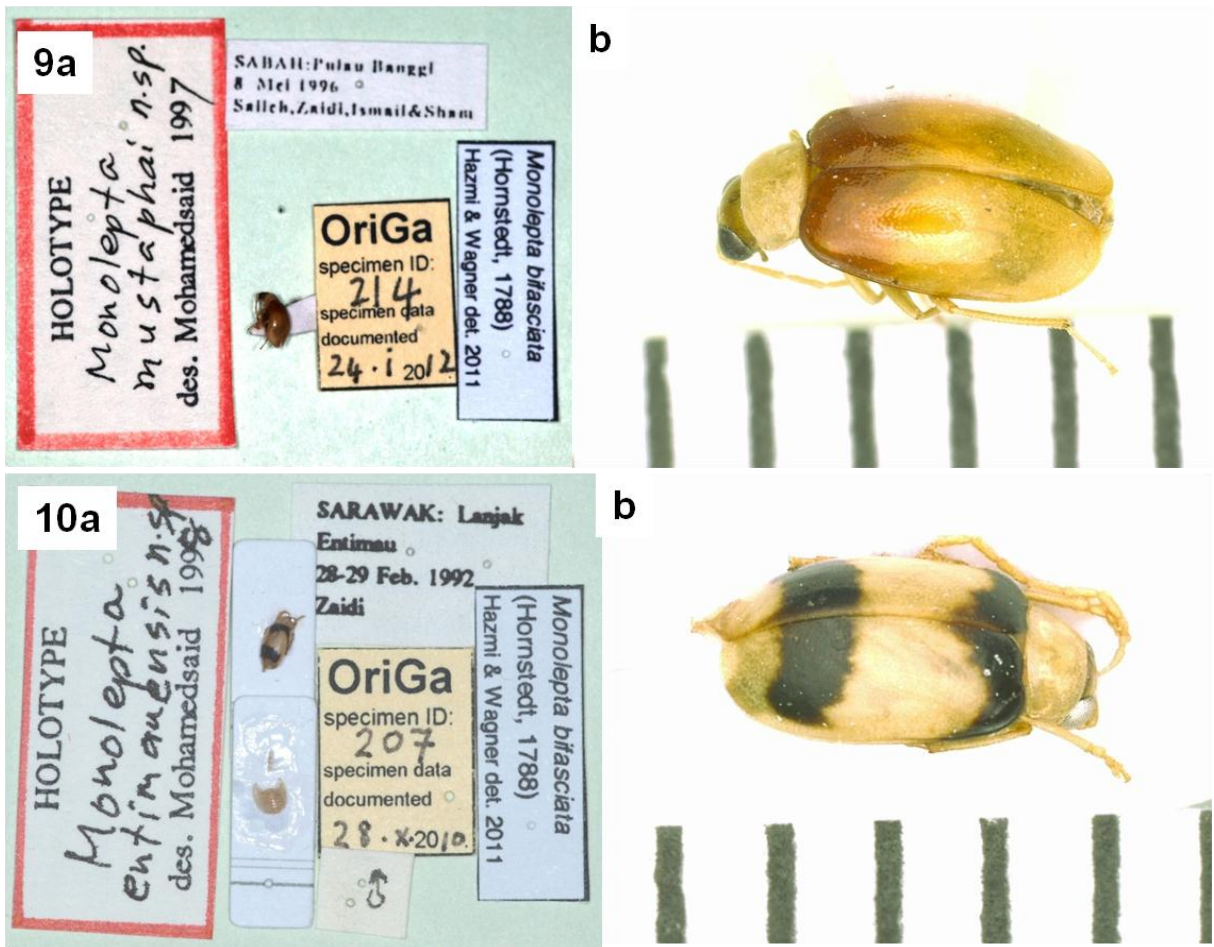 9a
HOLOTYPE
Monolepta
mustaphai n.sp.
des. Mohamedsaid 1997
SABAH: Pulau Banggi
8 Mei 1996
Salleh, Zaidi, Ismail & Sham
OriGa
specimen ID:
214
specimen data
documented
24·i 2012
Monolepta bifasciata
(Hornstedt, 1788)
Hazmi & Wagner det. 2011
b
10a
HOLOTYPE
Monolepta
entimauensis n.sp
des. Mohamedsaid 1998
SARAWAK: Lanjak
Entimau
28-29 Feb. 1992
Zaidi
OriGa
specimen ID:
207
specimen data
documented
28·x·2010
Monolepta bifasciata
(Hornstedt, 1788)
Hazmi & Wagner det. 2011
b